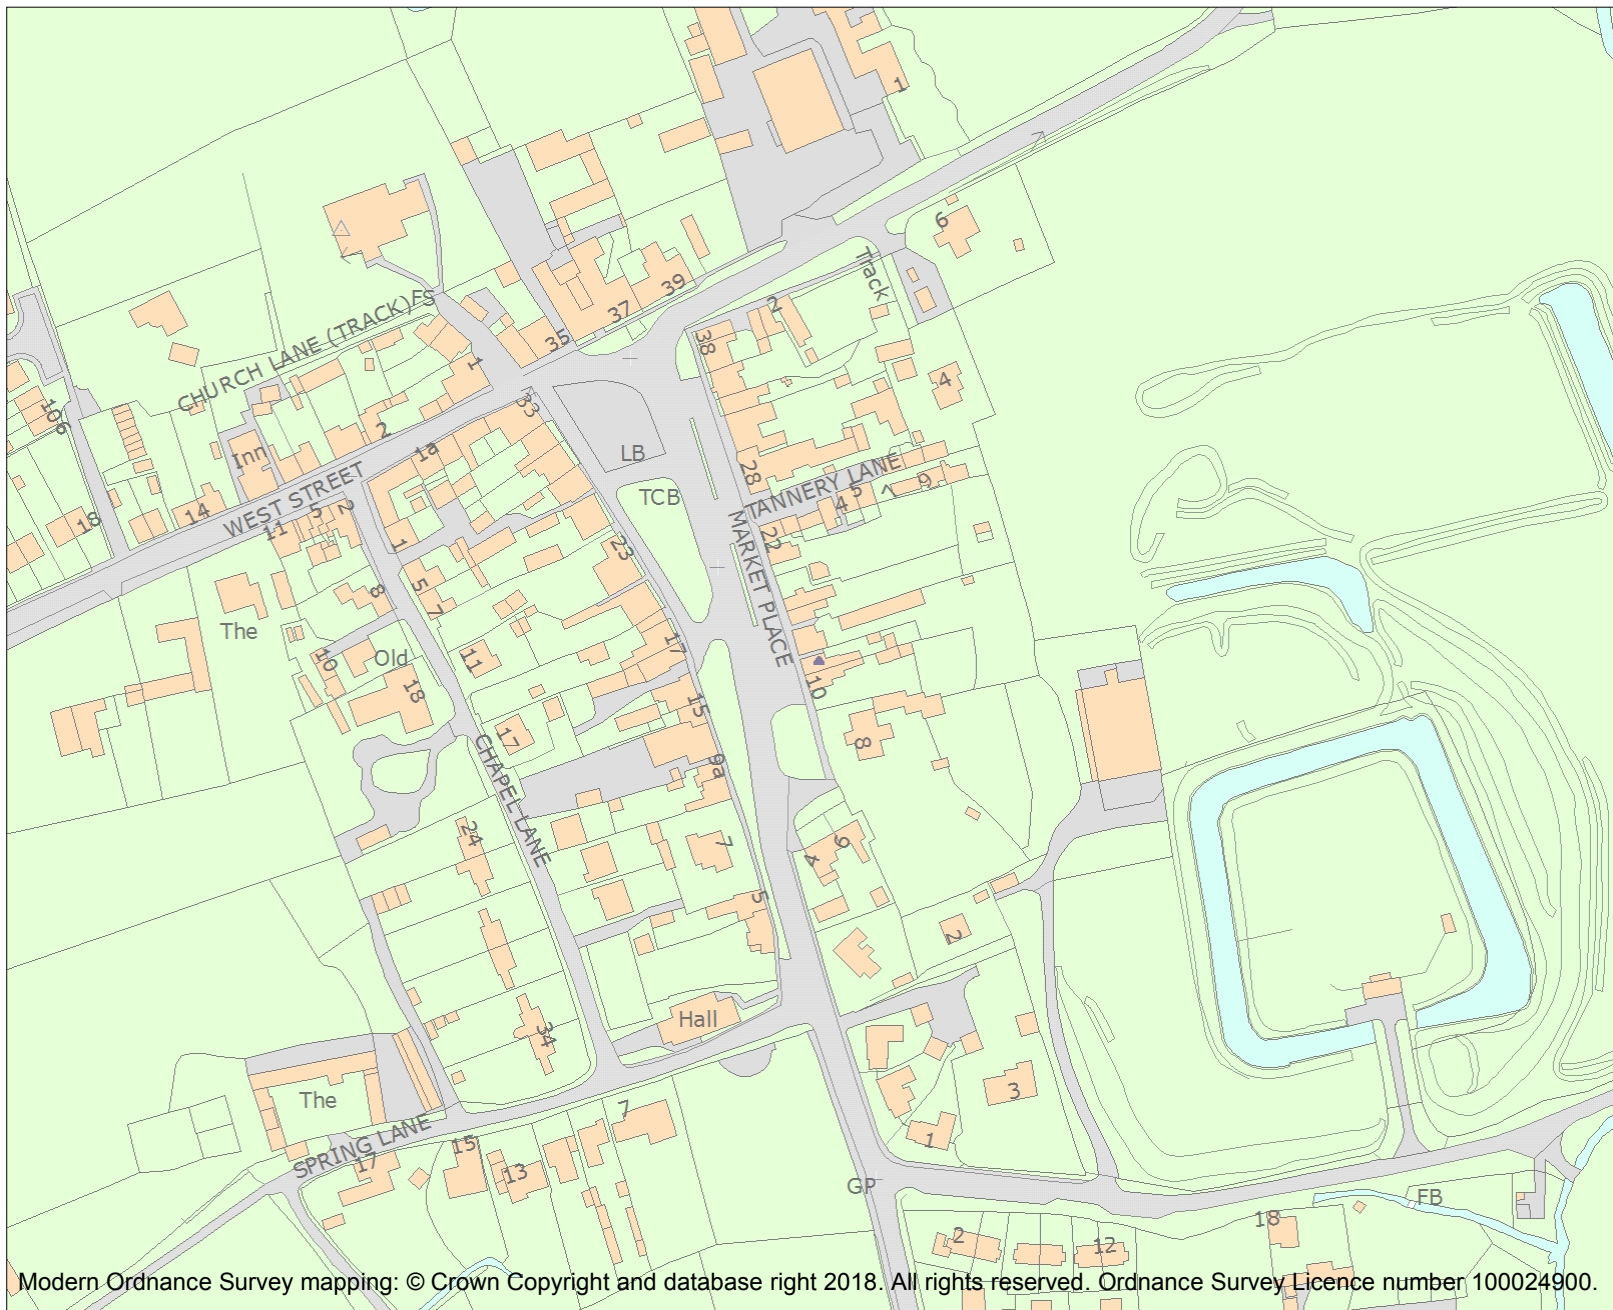 1
6
Track
CHURCH LANE (TRACK)
FS
39
37
35
2
38
1
4
106
33
2
Inn
1a
LB
28
TANNERY LANE
TCB
4
5
7
9
18
14
WEST STREET
11
5
2
22
MARKET PLACE
1
23
8
5
7
The
10
Old
11
17
18
10
15
17
8
CHAPEL LANE
9a
24
7
4
6
5
2
Hall
34
The
3
7
1
SPRING LANE
17
15
13
GP
FB
2
12
18
Modern Ordnance Survey mapping: © Crown Copyright and database right 2018. All rights reserved. Ordnance Survey Licence number 100024900.